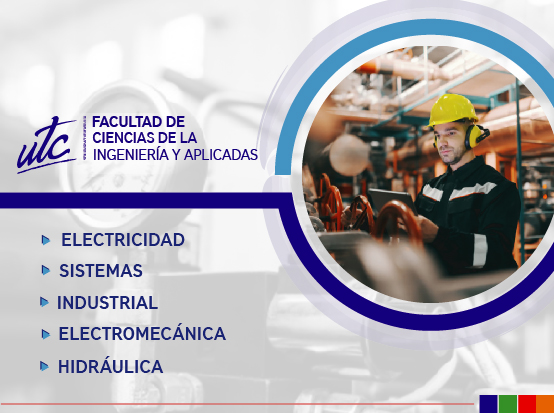 utc
FACULTAD DE
CIENCIAS DE LA
INGENIERÍA Y APLICADAS
ELECTRICIDAD
SISTEMAS
INDUSTRIAL
ELECTROMECÁNICA
HIDRÁULICA